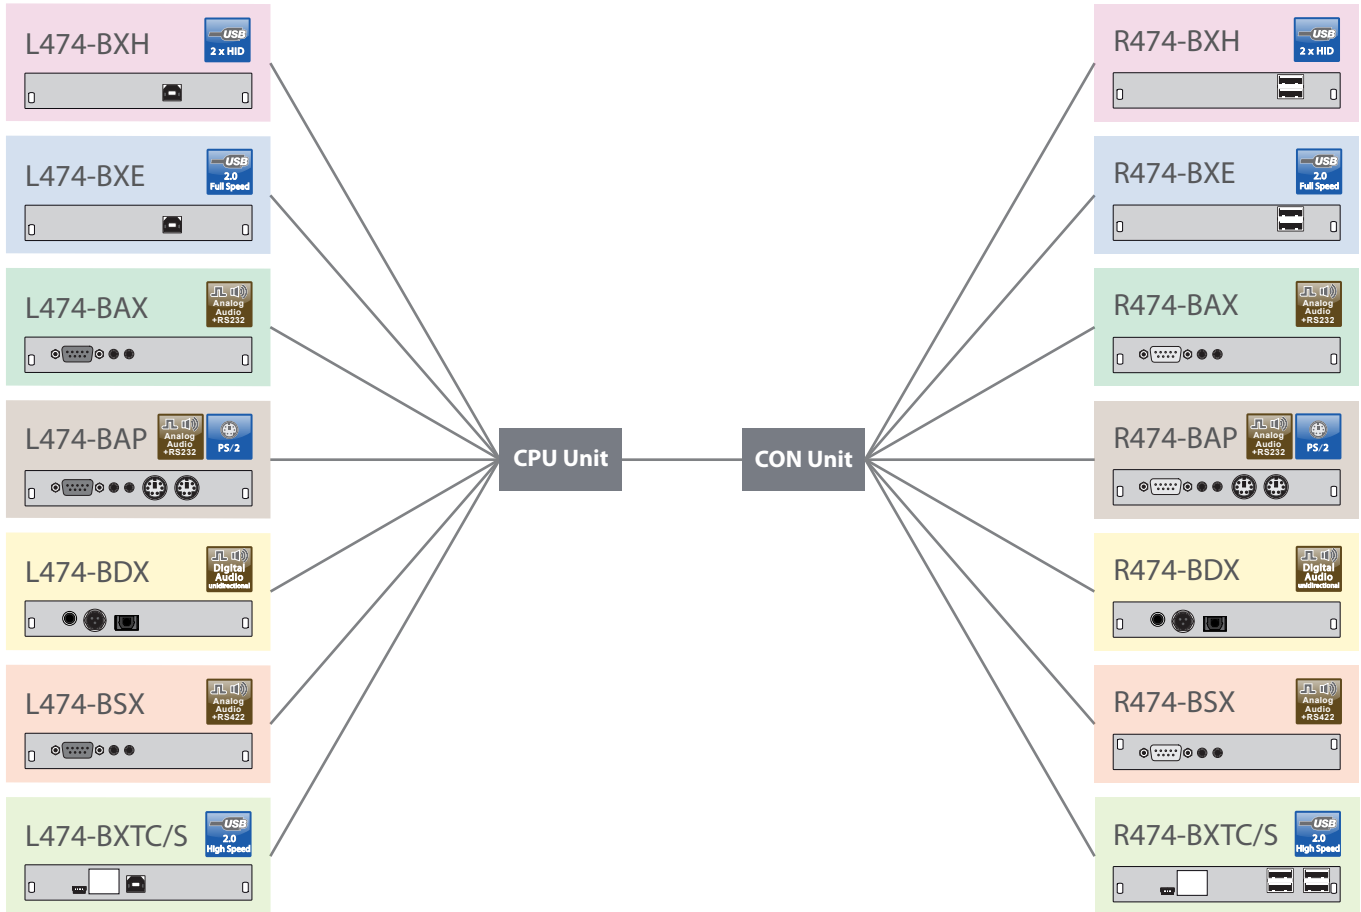 L474-BXH
USB
2 x HID
L474-BXE
USB
2.0
Full Speed
L474-BAX
Analog
Audio
+RS232
L474-BAP
Analog
Audio
+RS232
PS/2
L474-BDX
Digital
Audio
unidirectional
L474-BSX
Analog
Audio
+RS422
L474-BXTC/S
USB
2.0
High Speed
CPU Unit
CON Unit
R474-BXH
USB
2 x HID
R474-BXE
USB
2.0
Full Speed
R474-BAX
Analog
Audio
+RS232
R474-BAP
Analog
Audio
+RS232
PS/2
R474-BDX
Digital
Audio
unidirectional
R474-BSX
Analog
Audio
+RS422
R474-BXTC/S
USB
2.0
High Speed